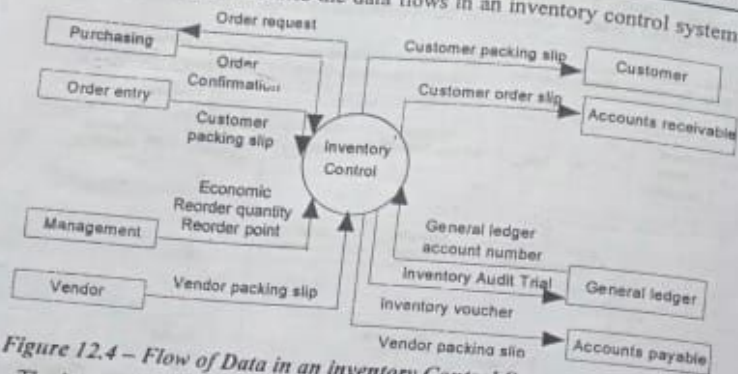 the data flows in an inventory control system
Order request
Purchasing
Order
Confirmation
Order entry
Customer
packing slip
Customer packing slip
Customer
Customer order slip
Accounts receivable
Inventory
Control
Economic
Reorder quantity
Reorder point
Management
Vendor
Vendor packing slip
General ledger
account number
Inventory Audit Trial
General ledger
Inventory voucher
Vendor packing slip
Accounts payable
Figure 12.4 – Flow of Data in an inventory Control